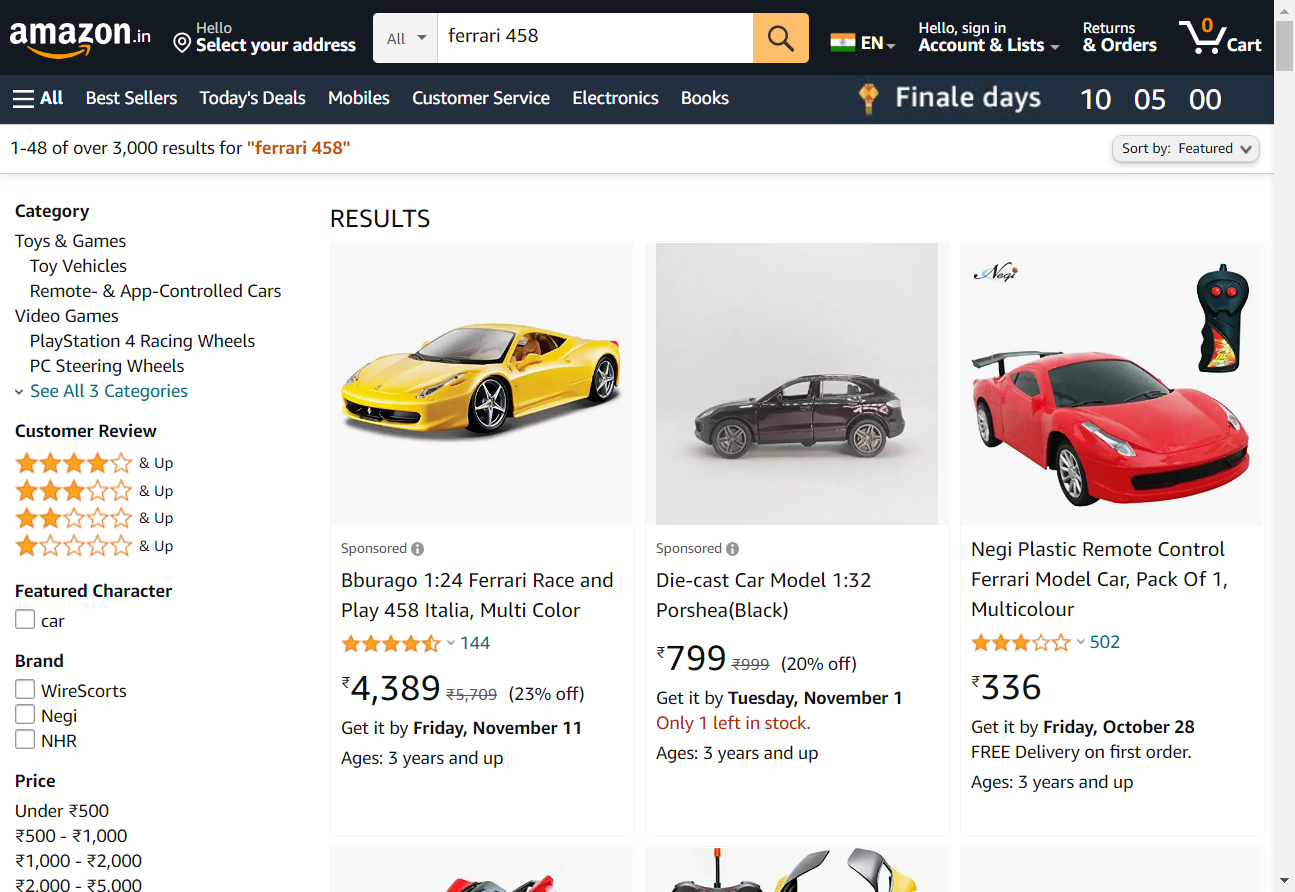 amazon.in
Hello
Select your address
All
ferrari 458
EN
Hello, sign in
Account & Lists
Returns
& Orders
0
Cart
All
Best Sellers
Today's Deals
Mobiles
Customer Service
Electronics
Books
Finale days
10 05 00
1-48 of over 3,000 results for "ferrari 458"
Sort by: Featured
Category
Toys & Games
Toy Vehicles
Remote- & App-Controlled Cars
Video Games
PlayStation 4 Racing Wheels
PC Steering Wheels
See All 3 Categories
Customer Review
& Up
& Up
& Up
& Up
Featured Character
car
Brand
WireScorts
Negi
NHR
Price
Under ₹500
₹500 - ₹1,000
₹1,000 - ₹2,000
₹2,000 - ₹5,000
RESULTS
Sponsored
Bburago 1:24 Ferrari Race and
Play 458 Italia, Multi Color
144
₹4,389 ₹5,709 (23% off)
Get it by Friday, November 11
Ages: 3 years and up
Sponsored
Die-cast Car Model 1:32
Porshea(Black)
₹799 ₹999 (20% off)
Get it by Tuesday, November 1
Only 1 left in stock.
Ages: 3 years and up
Negi
Negi Plastic Remote Control
Ferrari Model Car, Pack Of 1,
Multicolour
502
₹336
Get it by Friday, October 28
FREE Delivery on first order.
Ages: 3 years and up